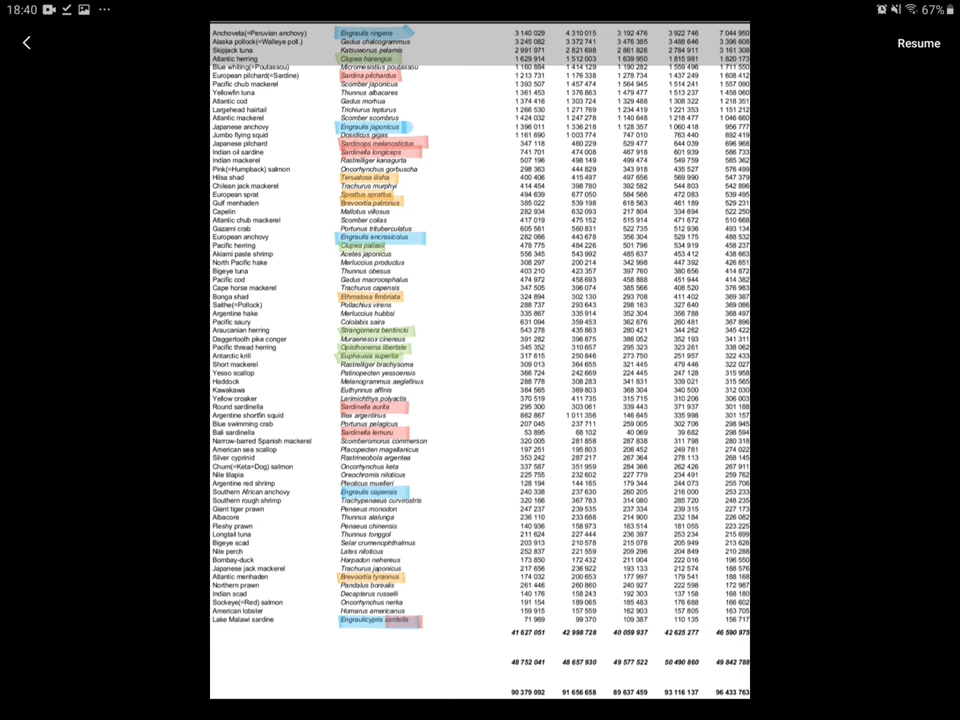 18:40 67%
Resume
Anchoveta(=Peruvian anchovy) Engraulis ringens 3 140 029 4 310 015 3 192 476 3 922 746 7 044 950
Alaska pollock(=Walleye poll.) Gadus chalcogrammus 3 245 082 3 372 741 3 476 385 3 488 646 3 396 608
Skipjack tuna Katsuwonus pelamis 2 991 971 2 821 698 2 861 826 2 784 911 3 161 308
Atlantic herring Clupea harengus 1 629 914 1 512 003 1 639 950 1 815 981 1 820 173
Blue whiting(=Poutassou) Micromesistius poutassou 1 160 884 1 414 129 1 190 282 1 559 496 1 711 550
European pilchard(=Sardine) Sardina pilchardus 1 213 731 1 176 338 1 278 734 1 437 249 1 608 412
Pacific chub mackerel Scomber japonicus 1 393 507 1 457 474 1 564 945 1 514 241 1 557 090
Yellowfin tuna Thunnus albacares 1 361 453 1 376 863 1 479 477 1 513 237 1 458 060
Atlantic cod Gadus morhua 1 374 416 1 303 724 1 329 488 1 308 322 1 218 351
Largehead hairtail Trichiurus lepturus 1 266 530 1 271 769 1 234 419 1 221 353 1 151 212
Atlantic mackerel Scomber scombrus 1 424 032 1 247 278 1 140 648 1 218 477 1 046 660
Japanese anchovy Engraulis japonicus 1 396 011 1 336 218 1 128 357 1 060 418 956 777
Jumbo flying squid Dosidicus gigas 1 161 690 1 003 774 747 010 763 440 892 419
Japanese pilchard Sardinops melanostictus 347 118 460 229 529 477 644 039 696 968
Indian oil sardine Sardinella longiceps 741 701 474 008 467 918 601 939 586 733
Indian mackerel Rastrelliger kanagurta 507 196 498 149 499 474 549 759 585 362
Pink(=Humpback) salmon Oncorhynchus gorbuscha 298 363 444 829 343 918 435 527 576 499
Hilsa shad Tenualosa ilisha 400 406 415 497 497 656 569 990 547 379
Chilean jack mackerel Trachurus murphyi 414 454 398 780 392 582 544 803 542 896
European sprat Sprattus sprattus 494 639 677 050 584 566 472 083 539 495
Gulf menhaden Brevoortia patronus 385 022 539 198 618 563 461 189 529 231
Capelin Mallotus villosus 282 934 632 093 217 804 334 694 522 250
Atlantic chub mackerel Scomber colias 417 019 475 152 515 914 471 672 510 668
Gazami crab Portunus trituberculatus 605 561 560 831 522 735 512 936 493 134
European anchovy Engraulis encrasicolus 282 066 443 678 356 304 529 175 488 532
Pacific herring Clupea pallasii 478 775 484 226 501 796 534 919 458 237
Akiami paste shrimp Acetes japonicus 556 345 543 992 485 637 453 412 438 663
North Pacific hake Merluccius productus 308 297 200 214 342 998 447 392 426 651
Bigeye tuna Thunnus obesus 403 210 423 357 397 760 380 656 414 872
Pacific cod Gadus macrocephalus 474 972 458 693 458 888 451 944 414 382
Cape horse mackerel Trachurus capensis 347 505 396 074 385 566 408 520 376 983
Bonga shad Ethmalosa fimbriata 324 894 302 130 293 708 411 402 369 387
Saithe(=Pollock) Pollachius virens 288 737 293 643 298 163 327 640 369 086
Argentine hake Merluccius hubbsi 335 867 335 914 352 304 356 788 368 497
Pacific saury Cololabis saira 631 094 359 453 362 676 260 481 367 896
Araucanian herring Strangomera bentincki 543 278 435 863 280 421 344 262 345 422
Daggertooth pike conger Muraenesox cinereus 391 282 396 875 386 052 352 193 341 311
Pacific thread herring Opisthonema libertate 345 352 310 657 295 323 323 261 338 062
Antarctic krill Euphausia superba 317 615 250 846 273 750 251 957 322 433
Short mackerel Rastrelliger brachysoma 309 013 364 655 321 445 479 446 322 027
Yesso scallop Patinopecten yessoensis 366 724 242 669 224 445 247 128 315 958
Haddock Melanogrammus aeglefinus 288 778 308 283 341 831 339 021 315 565
Kawakawa Euthynnus affinis 384 565 369 803 368 304 340 500 312 030
Yellow croaker Larimichthys polyactis 370 519 411 735 315 715 310 206 306 003
Round sardinella Sardinella aurita 295 300 303 061 339 443 371 937 301 188
Argentine shortfin squid Illex argentinus 862 867 1 011 356 146 645 335 998 301 157
Blue swimming crab Portunus pelagicus 207 045 237 711 259 005 302 706 298 945
Bali sardinella Sardinella lemuru 53 895 68 102 40 069 39 682 298 594
Narrow-barred Spanish mackerel Scomberomorus commerson 320 005 281 858 287 838 311 798 280 318
American sea scallop Placopecten magellanicus 197 251 195 803 206 452 249 781 274 022
Silver cyprinid Rastrineobola argentea 353 242 287 217 267 364 278 113 268 145
Chum(=Keta=Dog) salmon Oncorhynchus keta 337 587 351 959 284 366 262 426 267 911
Nile tilapia Oreochromis niloticus 225 755 232 602 227 779 234 491 259 762
Argentine red shrimp Pleoticus muelleri 128 194 144 165 179 344 244 073 255 706
Southern African anchovy Engraulis capensis 240 338 237 630 260 205 216 000 253 233
Southern rough shrimp Trachypenaeus curvirostris 320 166 367 783 314 080 285 720 248 235
Giant tiger prawn Penaeus monodon 247 237 239 535 237 334 239 315 227 173
Albacore Thunnus alalunga 236 110 233 688 214 900 232 184 226 082
Fleshy prawn Penaeus chinensis 140 936 158 973 163 514 181 055 223 225
Longtail tuna Thunnus tonggol 211 624 227 444 236 397 253 234 215 699
Bigeye scad Selar crumenophthalmus 203 913 210 578 215 078 205 949 213 626
Nile perch Lates niloticus 252 837 221 559 209 296 204 849 210 288
Bombay-duck Harpadon nehereus 173 850 172 432 211 004 222 016 196 550
Japanese jack mackerel Trachurus japonicus 217 656 236 922 193 133 212 574 188 576
Atlantic menhaden Brevoortia tyrannus 174 032 200 653 177 997 179 541 188 168
Northern prawn Pandalus borealis 261 446 260 860 240 927 222 598 172 987
Indian scad Decapterus russelli 140 176 158 243 192 303 137 158 168 180
Sockeye(=Red) salmon Oncorhynchus nerka 191 154 189 065 185 483 176 688 166 602
American lobster Homarus americanus 159 915 157 559 162 903 157 805 163 705
Lake Malawi sardine Engraulicypris sardella 71 969 99 370 109 387 110 135 156 717
41 627 051 42 998 728 40 059 937 42 625 277 46 590 975
48 752 041 48 657 930 49 577 522 50 490 860 49 842 788
90 379 092 91 656 658 89 637 459 93 116 137 96 433 763